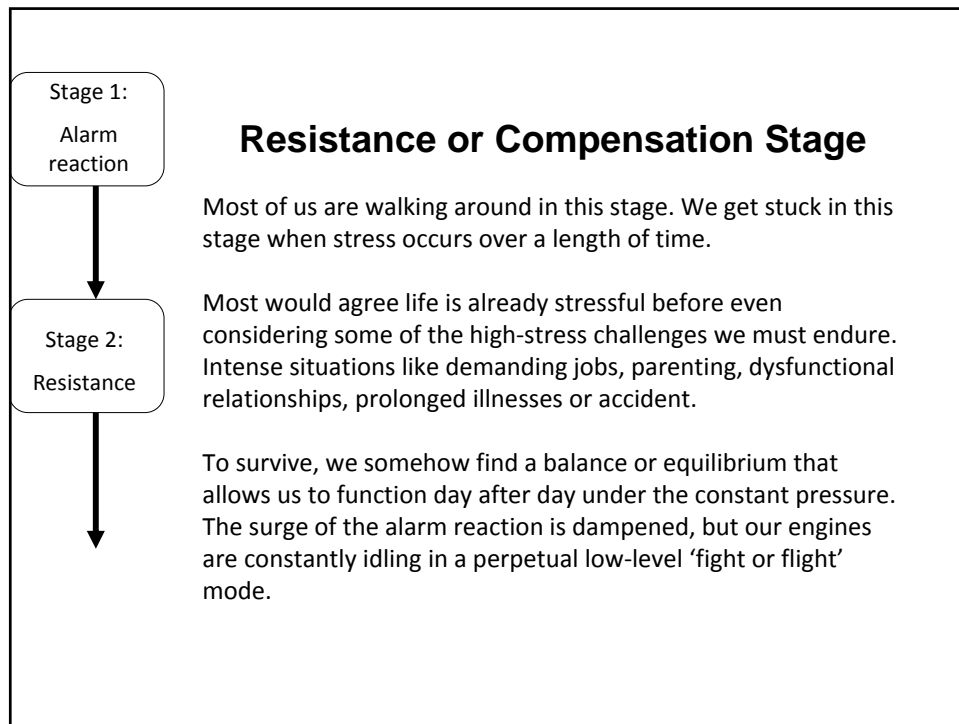 Stage 1:
Alarm
reaction
Resistance or Compensation Stage
Most of us are walking around in this stage. We get stuck in this
stage when stress occurs over a length of time.
Stage 2:
Resistance
Most would agree life is already stressful before even
considering some of the high-stress challenges we must endure.
Intense situations like demanding jobs, parenting, dysfunctional
relationships, prolonged illnesses or accident.
To survive, we somehow find a balance or equilibrium that
allows us to function day after day under the constant pressure.
The surge of the alarm reaction is dampened, but our engines
are constantly idling in a perpetual low-level ‘fight or flight’
mode.